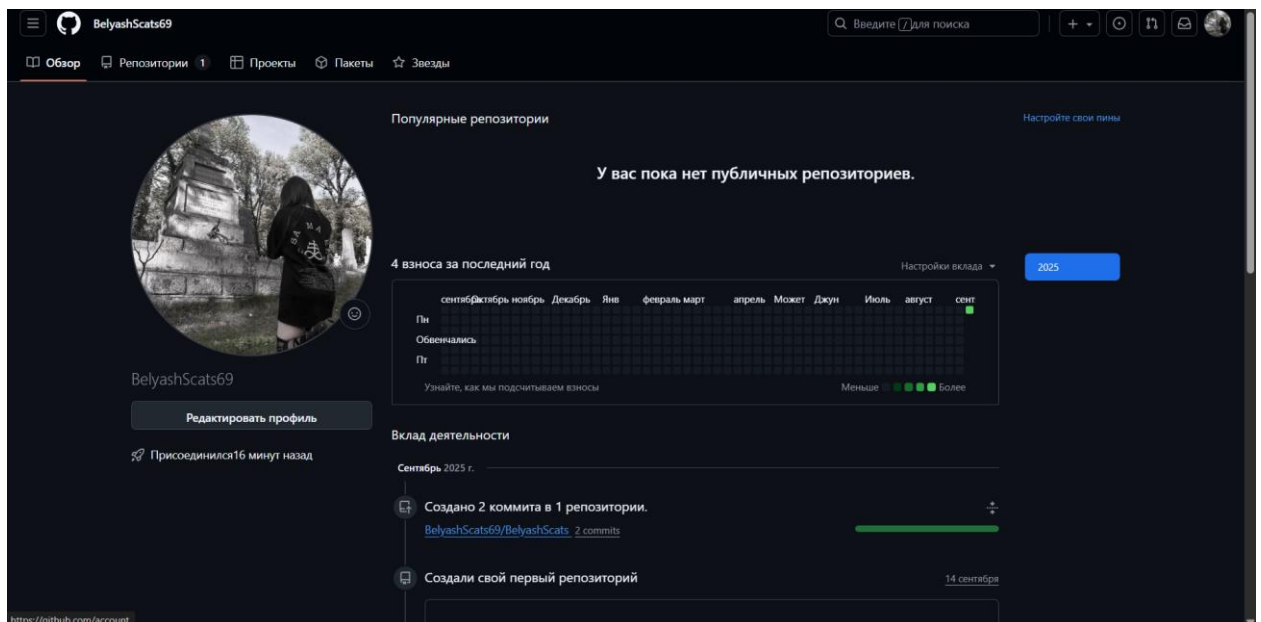 BelyashScats69
Введите / для поиска
Обзор
Репозитории 1
Проекты
Пакеты
Звезды
Популярные репозитории
Настройте свои пины
У вас пока нет публичных репозиториев.
4 взноса за последний год
Настройки вклада
2025
сентябрь октябрь ноябрь Декабрь Янв февраль март апрель Может Джун Июль август сент
Пн
Обвенчались
Пт
Узнайте, как мы подсчитываем взносы
Меньше
Более
BelyashScats69
Редактировать профиль
Присоединился16 минут назад
Вклад деятельности
Сентябрь 2025 г.
Создано 2 коммита в 1 репозитории.
BelyashScats69/BelyashScats 2 commits
Создали свой первый репозиторий
14 сентября
https://github.com/account